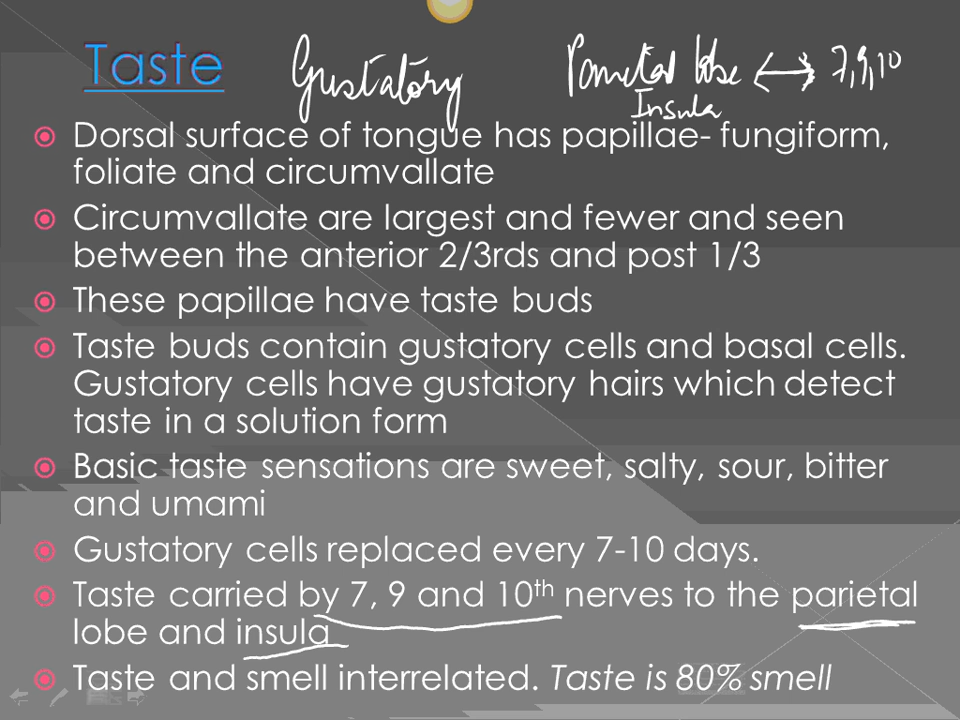 Taste Gustatory Parietal lobe ↔ 7,9,10
Insula
Dorsal surface of tongue has papillae- fungiform,
foliate and circumvallate
Circumvallate are largest and fewer and seen
between the anterior 2/3rds and post 1/3
These papillae have taste buds
Taste buds contain gustatory cells and basal cells.
Gustatory cells have gustatory hairs which detect
taste in a solution form
Basic taste sensations are sweet, salty, sour, bitter
and umami
Gustatory cells replaced every 7-10 days.
Taste carried by 7, 9 and 10th nerves to the parietal
lobe and insula
Taste and smell interrelated. Taste is 80% smell